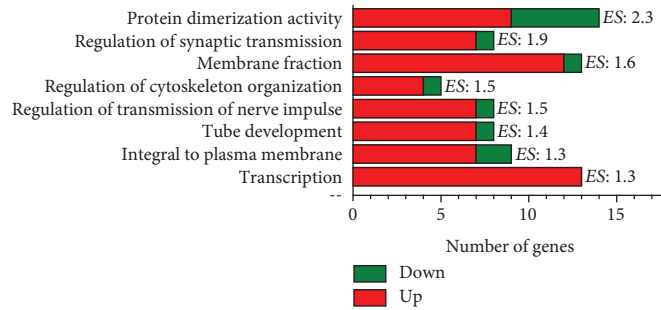 Protein dimerization activity ES: 2.3
Regulation of synaptic transmission ES: 1.9
Membrane fraction ES: 1.6
Regulation of cytoskeleton organization ES: 1.5
Regulation of transmission of nerve impulse ES: 1.5
Tube development ES: 1.4
Integral to plasma membrane ES: 1.3
Transcription ES: 1.3
--
0 5 10 15
Number of genes
Down
Up